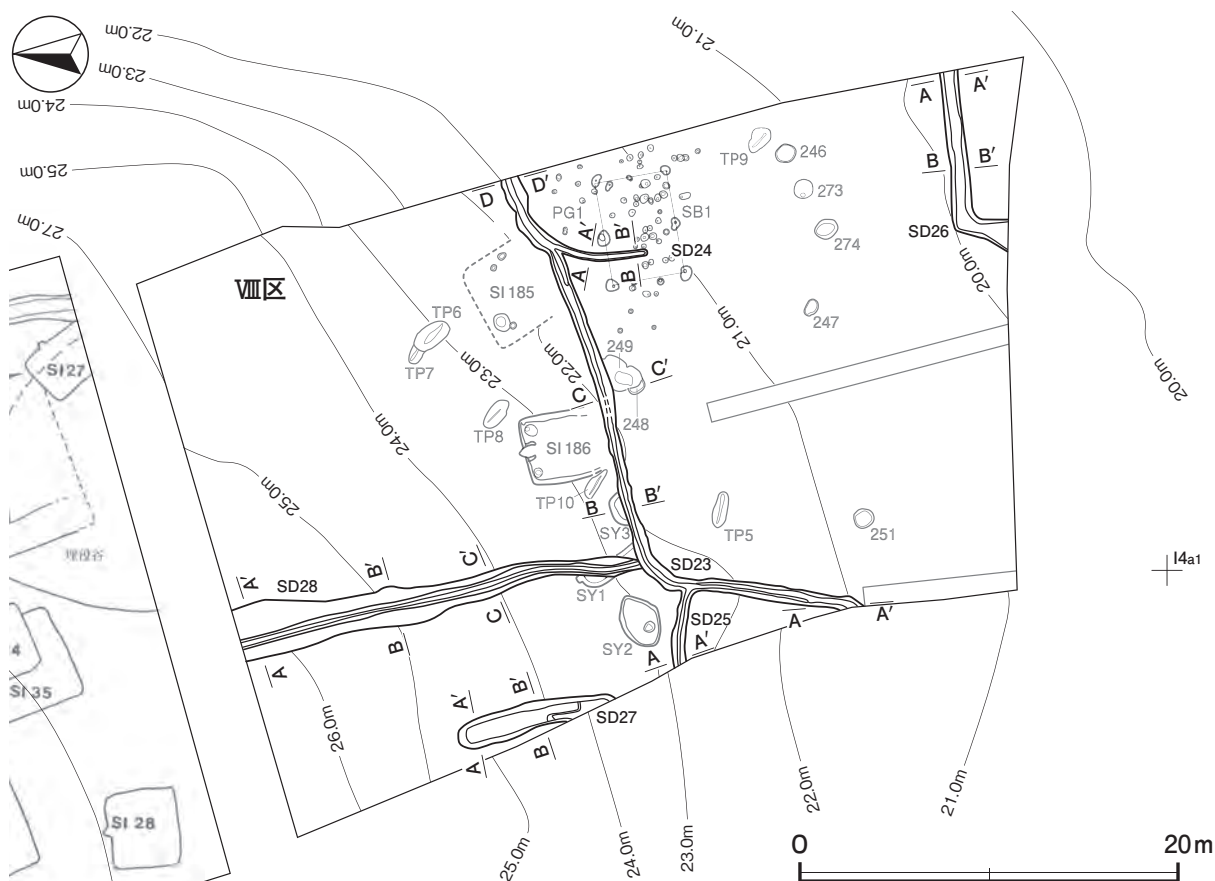 22.0m
23.0m
24.0m
25.0m
27.0m
21.0m
20.0m
Ⅷ区
D D'
A A'
B B'
TP9
246
273
274
247
PG1
A' B'
SB1
SD24
A B
SD26
20.0m
SI 185
TP6
TP7
22.0m
23.0m
21.0m
249
C C'
248
TP8
SI 186
24.0m
25.0m
TP10
B B'
SY3
TP5
251
I4a1
SI27
SD28
A' B' C'
A B C
SD23
SY1
SY2
SD25
A A'
A A'
SD27
A' B'
A B
4
SI 35
SI 28
26.0m
25.0m
24.0m
23.0m
22.0m
21.0m
0 20m